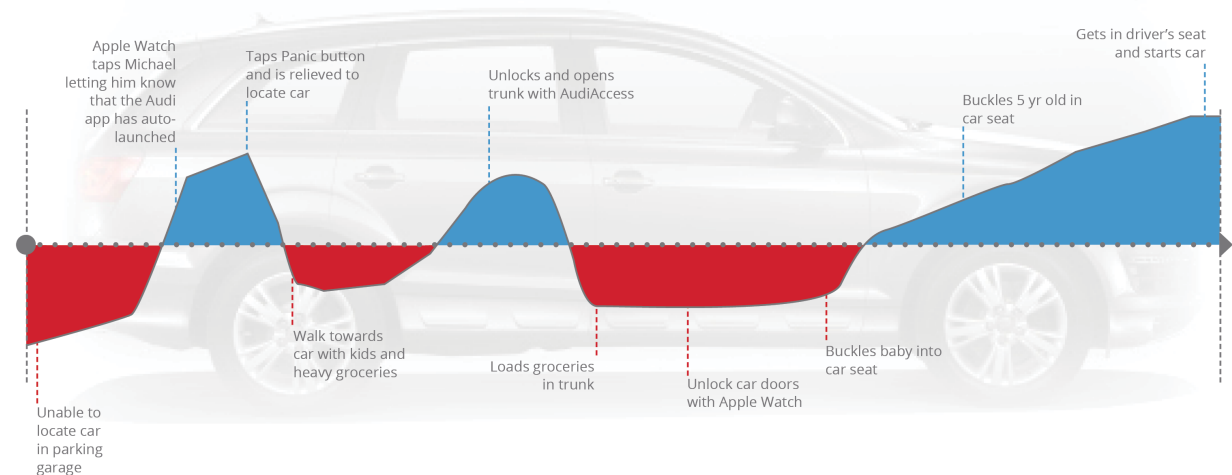 Apple Watch
taps Michael
letting him know
that the Audi
app has auto-
launched
Taps Panic button
and is relieved to
locate car
Unlocks and opens
trunk with AudiAccess
Buckles 5 yr old in
car seat
Gets in driver’s seat
and starts car
Unable to
locate car
in parking
garage
Walk towards
car with kids and
heavy groceries
Loads groceries
in trunk
Unlock car doors
with Apple Watch
Buckles baby into
car seat